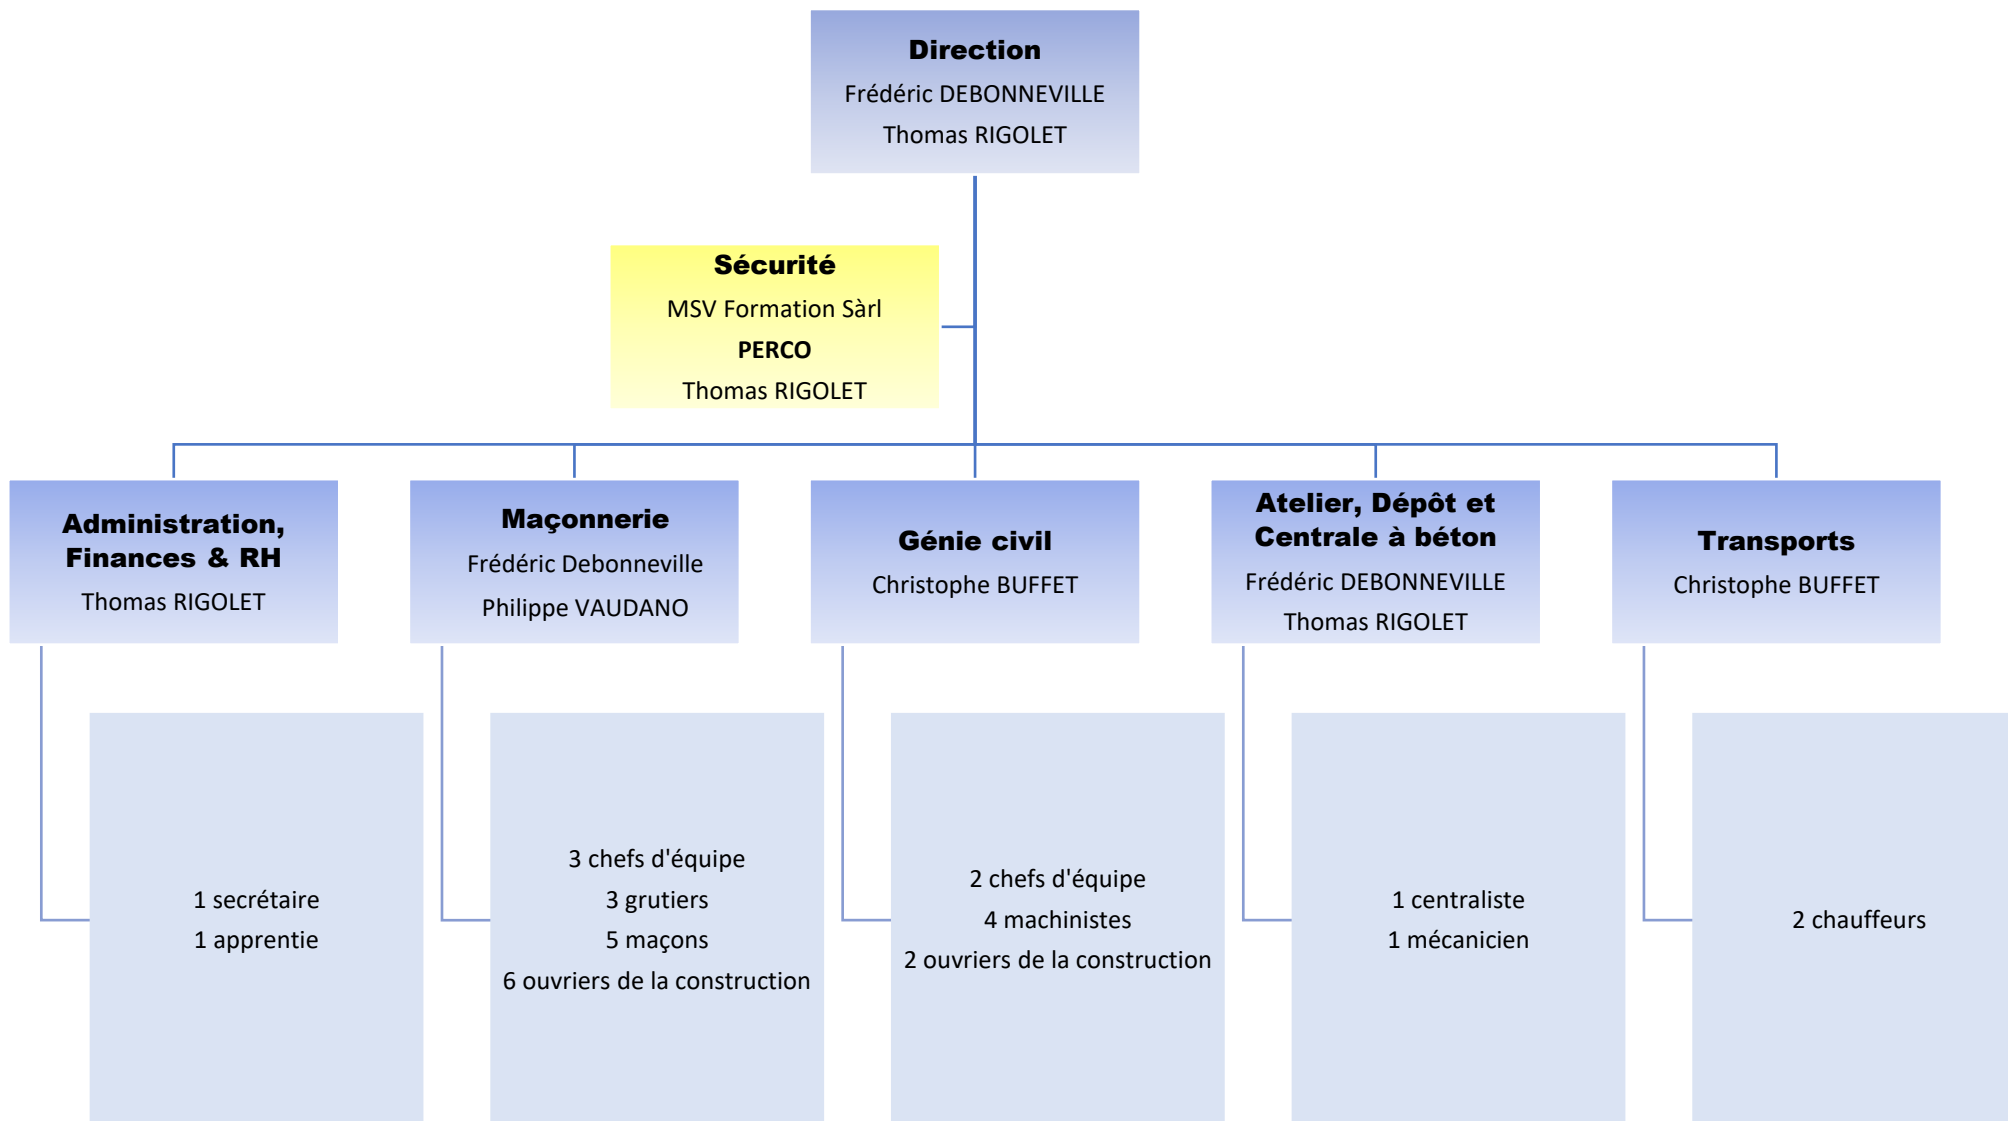 Direction
Frédéric DEBONNEVILLE
Thomas RIGOLET
Sécurité
MSV Formation Sàrl
PERCO
Thomas RIGOLET
Administration,
Finances & RH
Thomas RIGOLET
Maçonnerie
Frédéric Debonneville
Philippe VAUDANO
Génie civil
Christophe BUFFET
Atelier, Dépôt et
Centrale à béton
Frédéric DEBONNEVILLE
Thomas RIGOLET
Transports
Christophe BUFFET
1 secrétaire
1 apprentie
3 chefs d'équipe
3 grutiers
5 maçons
6 ouvriers de la construction
2 chefs d'équipe
4 machinistes
2 ouvriers de la construction
1 centraliste
1 mécanicien
2 chauffeurs